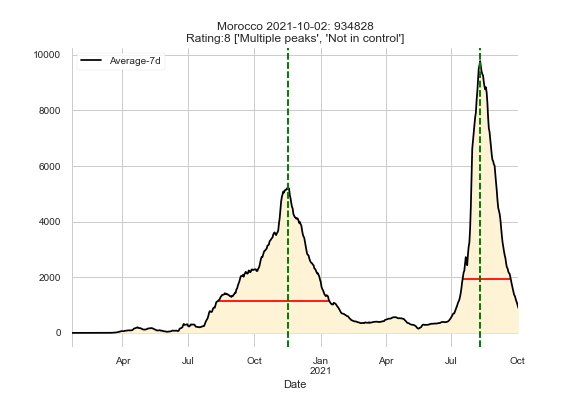 Morocco 2021-10-02: 934828
Rating:8 ['Multiple peaks', 'Not in control']
Average-7d
10000
8000
6000
4000
2000
0
Apr
Jul
Oct
Jan
2021
Apr
Jul
Oct
Date